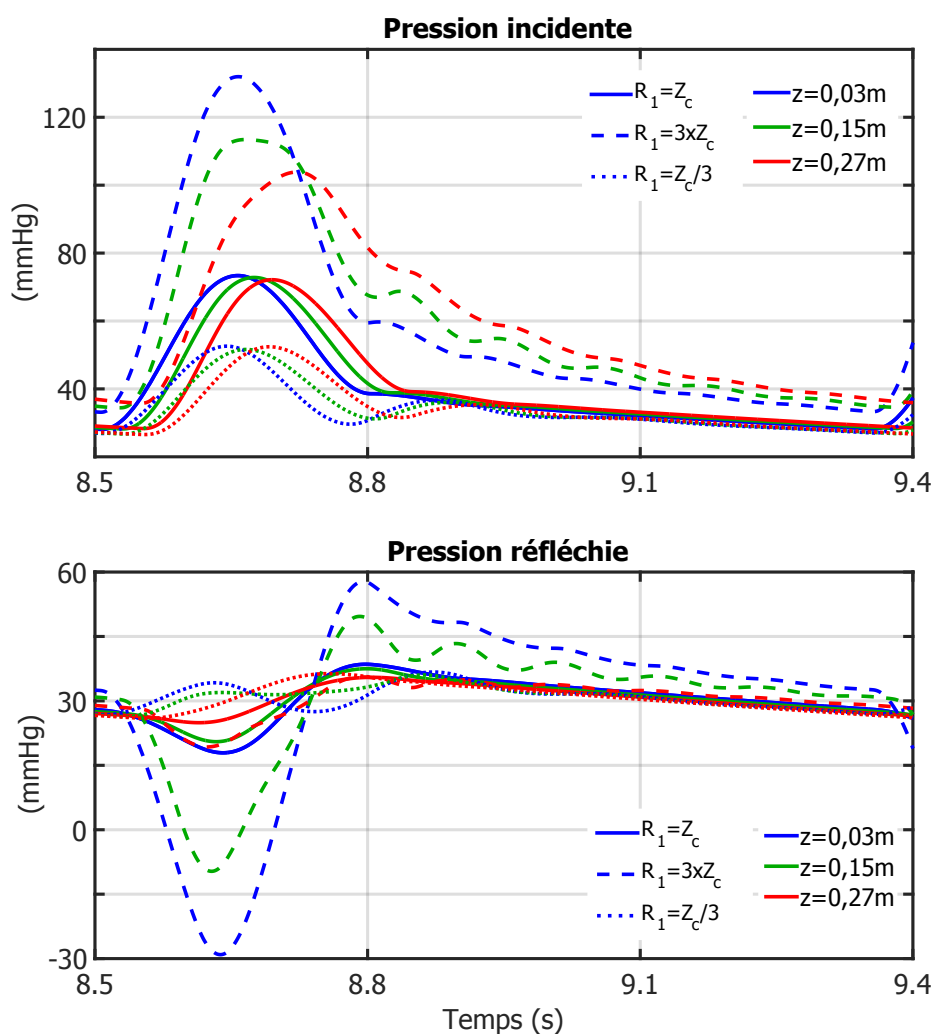 Pression incidente
(mmHg)
120
80
40
R1=Zc
R1=3xZc
R1=Zc/3
z=0,03m
z=0,15m
z=0,27m
8.5 8.8 9.1 9.4
Pression réfléchie
(mmHg)
60
30
0
-30
R1=Zc
R1=3xZc
R1=Zc/3
z=0,03m
z=0,15m
z=0,27m
8.5 8.8 9.1 9.4
Temps (s)